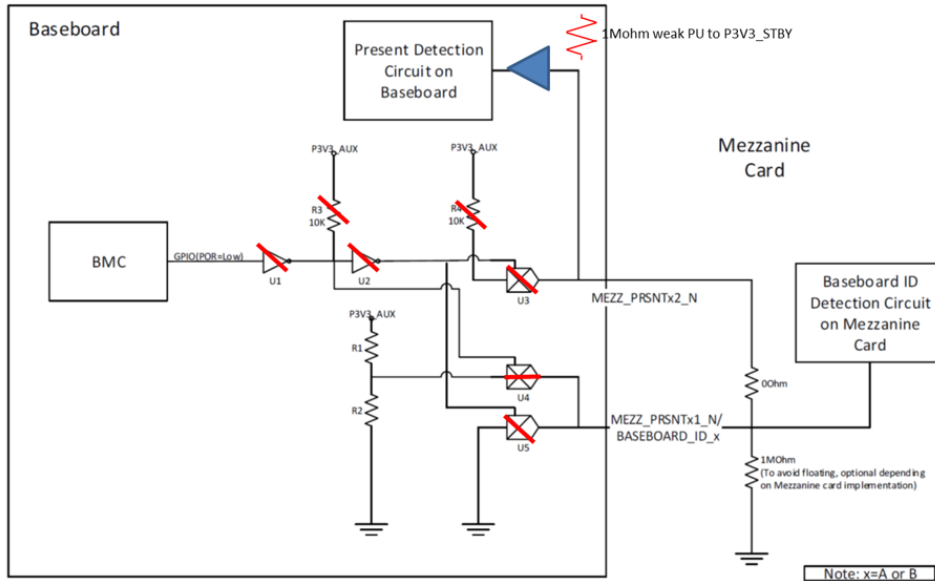 Baseboard
1Mohm weak PU to P3V3_STBY
Present Detection
Circuit on
Baseboard
Mezzanine
Card
P3V3_AUX
P3V3_AUX
R3
10K
R4
10K
BMC
GPIO(POR=Low)
U1
U2
U3
MEZZ_PRSNTx2_N
Baseboard ID
Detection Circuit
on Mezzanine
Card
P3V3_AUX
R1
R2
U4
0Ohm
MEZZ_PRSNTx1_N/
BASEBOARD_ID_x
U5
1MOhm
(To avoid floating, optional depending
on Mezzanine card implementation)
Note: x=A or B